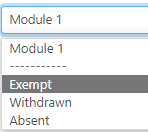 Module 1
Module 1
-----------
Exempt
Withdrawn
Absent